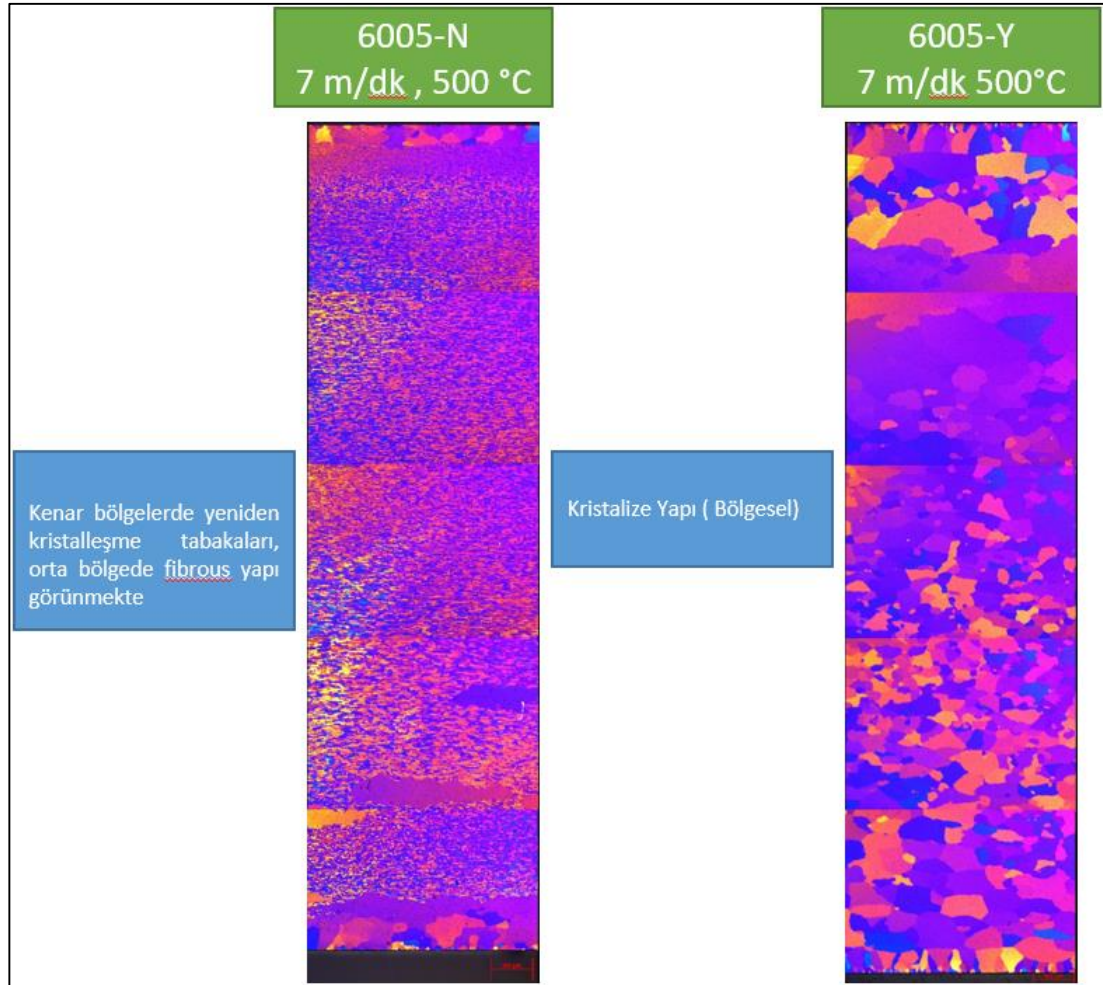 6005-N
7 m/dk , 500 °C
6005-Y
7 m/dk 500°C
Kenar bölgelerde yeniden
kristalleşme tabakaları,
orta bölgede fibrous yapı
görünmekte
Kristalize Yapı ( Bölgesel)